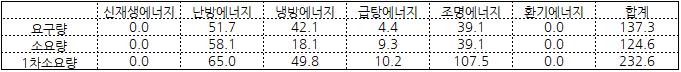 신재생에너지 난방에너지 냉방에너지 급탕에너지 조명에너지 환기에너지 합계
요구량 0.0 51.7 42.1 4.4 39.1 0.0 137.3
소요량 0.0 58.1 18.1 9.3 39.1 0.0 124.6
1차소요량 0.0 65.0 49.8 10.2 107.5 0.0 232.6